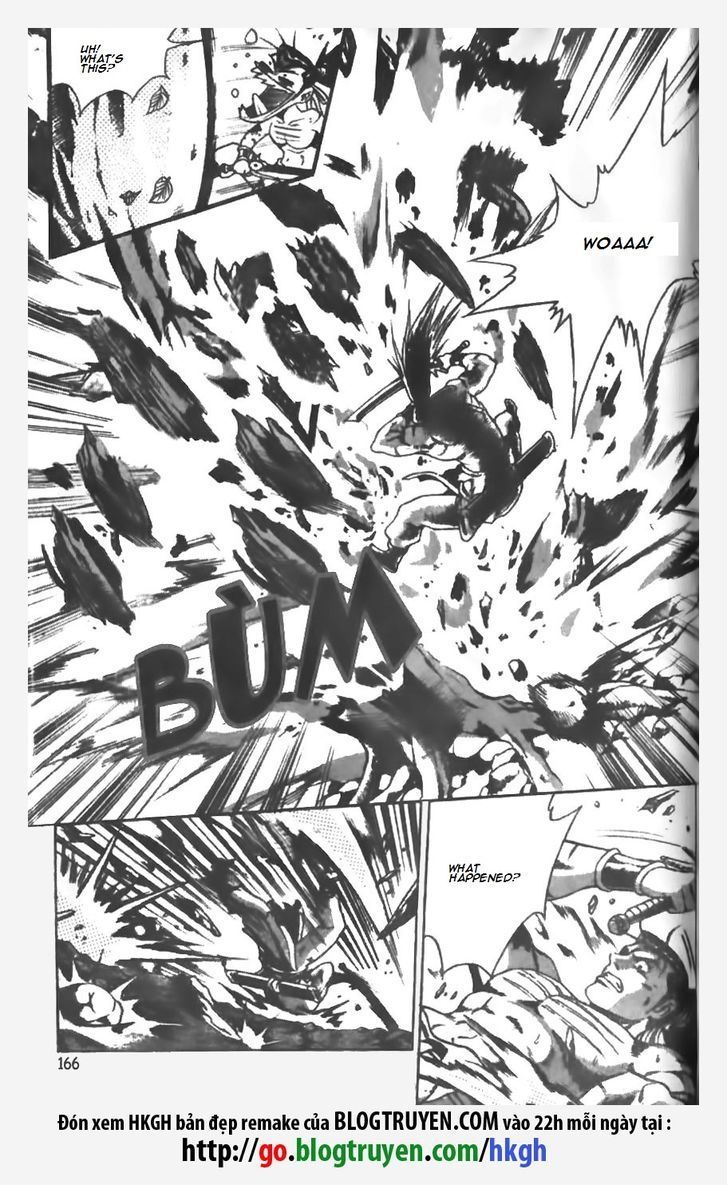 UH!
WHAT'S
THIS?
WOAAA!
BÙM
WHAT
HAPPENED?
166
Đón xem HKGH bản đẹp remake của BLOGTRUYEN.COM vào 22h mỗi ngày tại :
http://go.blogtruyen.com/hkgh